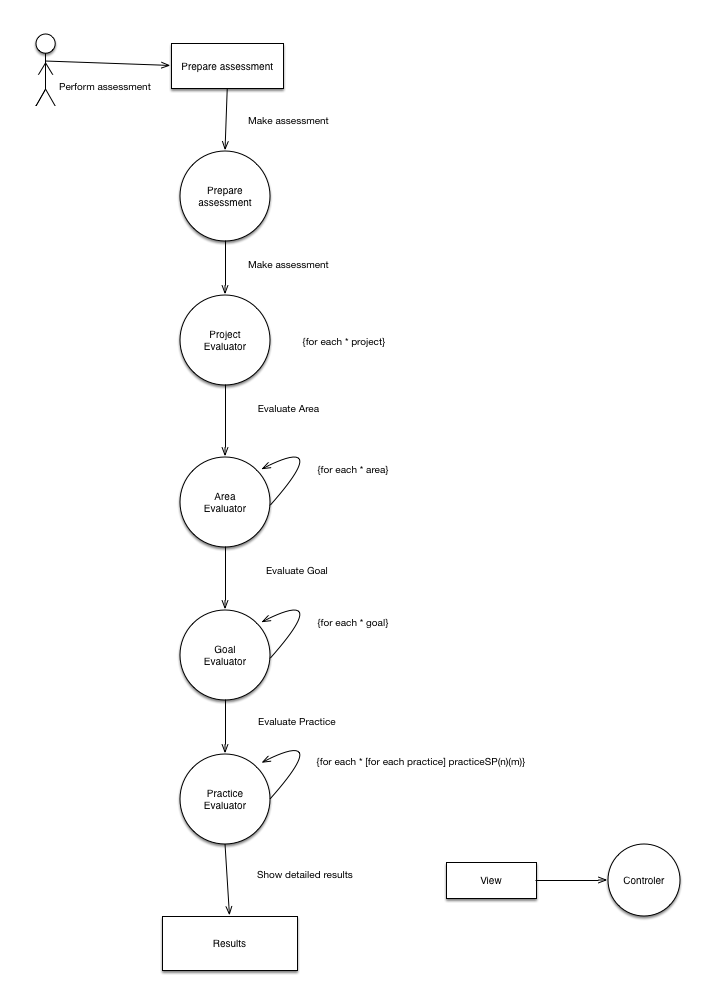 Prepare assessment
Perform assessment
Make assessment
Prepare
assessment
Make assessment
Project
Evaluator
{for each * project}
Evaluate Area
{for each * area}
Area
Evaluator
Evaluate Goal
{for each * goal}
Goal
Evaluator
Evaluate Practice
{for each * [for each practice] practiceSP(n)(m)}
Practice
Evaluator
Show detailed results
View
Controler
Results